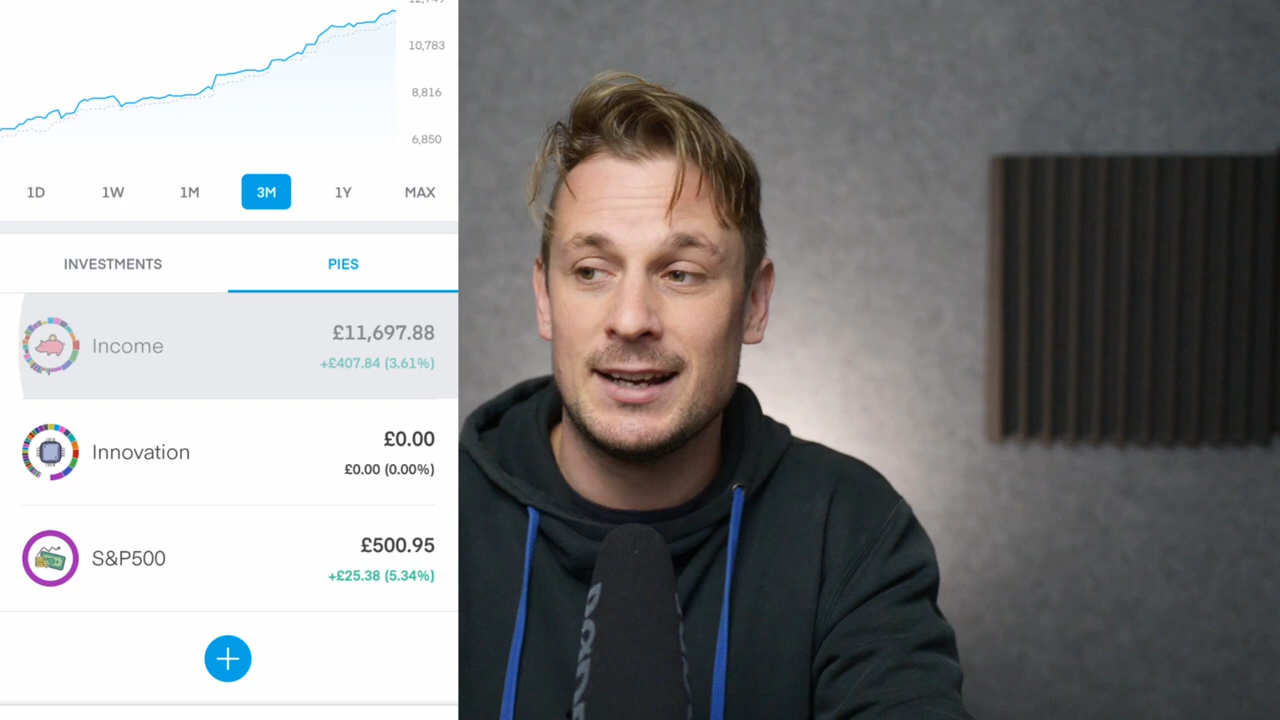 10,783
8,816
6,850
1D 1W 1M 3M 1Y MAX
INVESTMENTS PIES
Income £11,697.88
+£407.84 (3.61%)
Innovation £0.00
£0.00 (0.00%)
S&P500 £500.95
+£25.38 (5.34%)